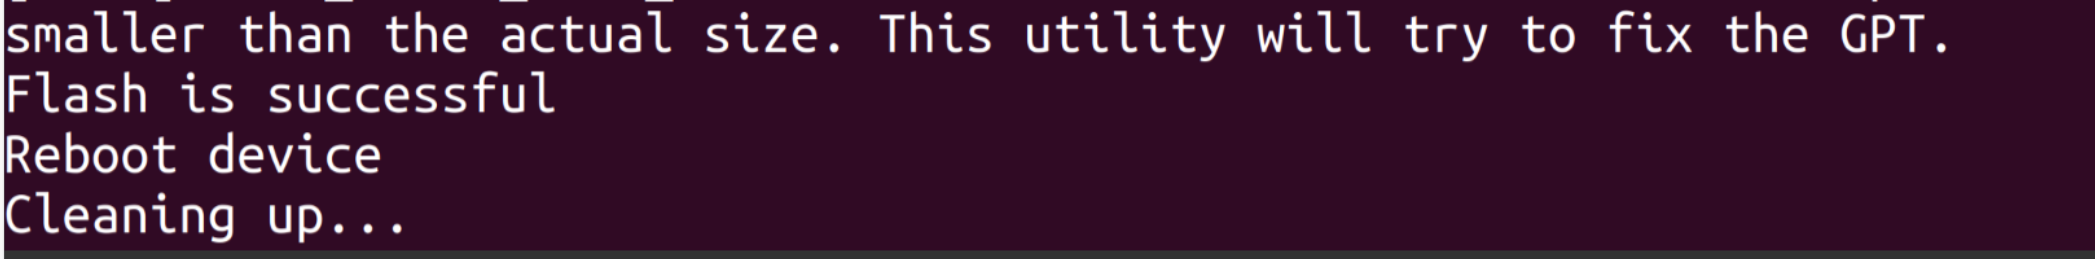 smaller than the actual size. This utility will try to fix the GPT.
Flash is successful
Reboot device
Cleaning up...